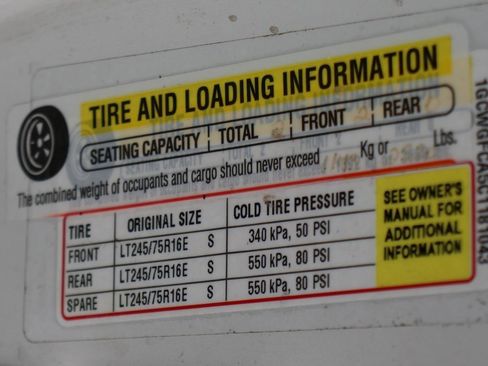 TIRE AND LOADING INFORMATION
SEATING CAPACITY TOTAL 2 FRONT 2 REAR
The combined weight of occupants and cargo should never exceed Kg or Lbs.
TIRE ORIGINAL SIZE COLD TIRE PRESSURE
FRONT LT245/75R16E S 340 kPa, 50 PSI
REAR LT245/75R16E S 550 kPa, 80 PSI
SPARE LT245/75R16E S 550 kPa, 80 PSI
SEE OWNER'S
MANUAL FOR
ADDITIONAL
INFORMATION